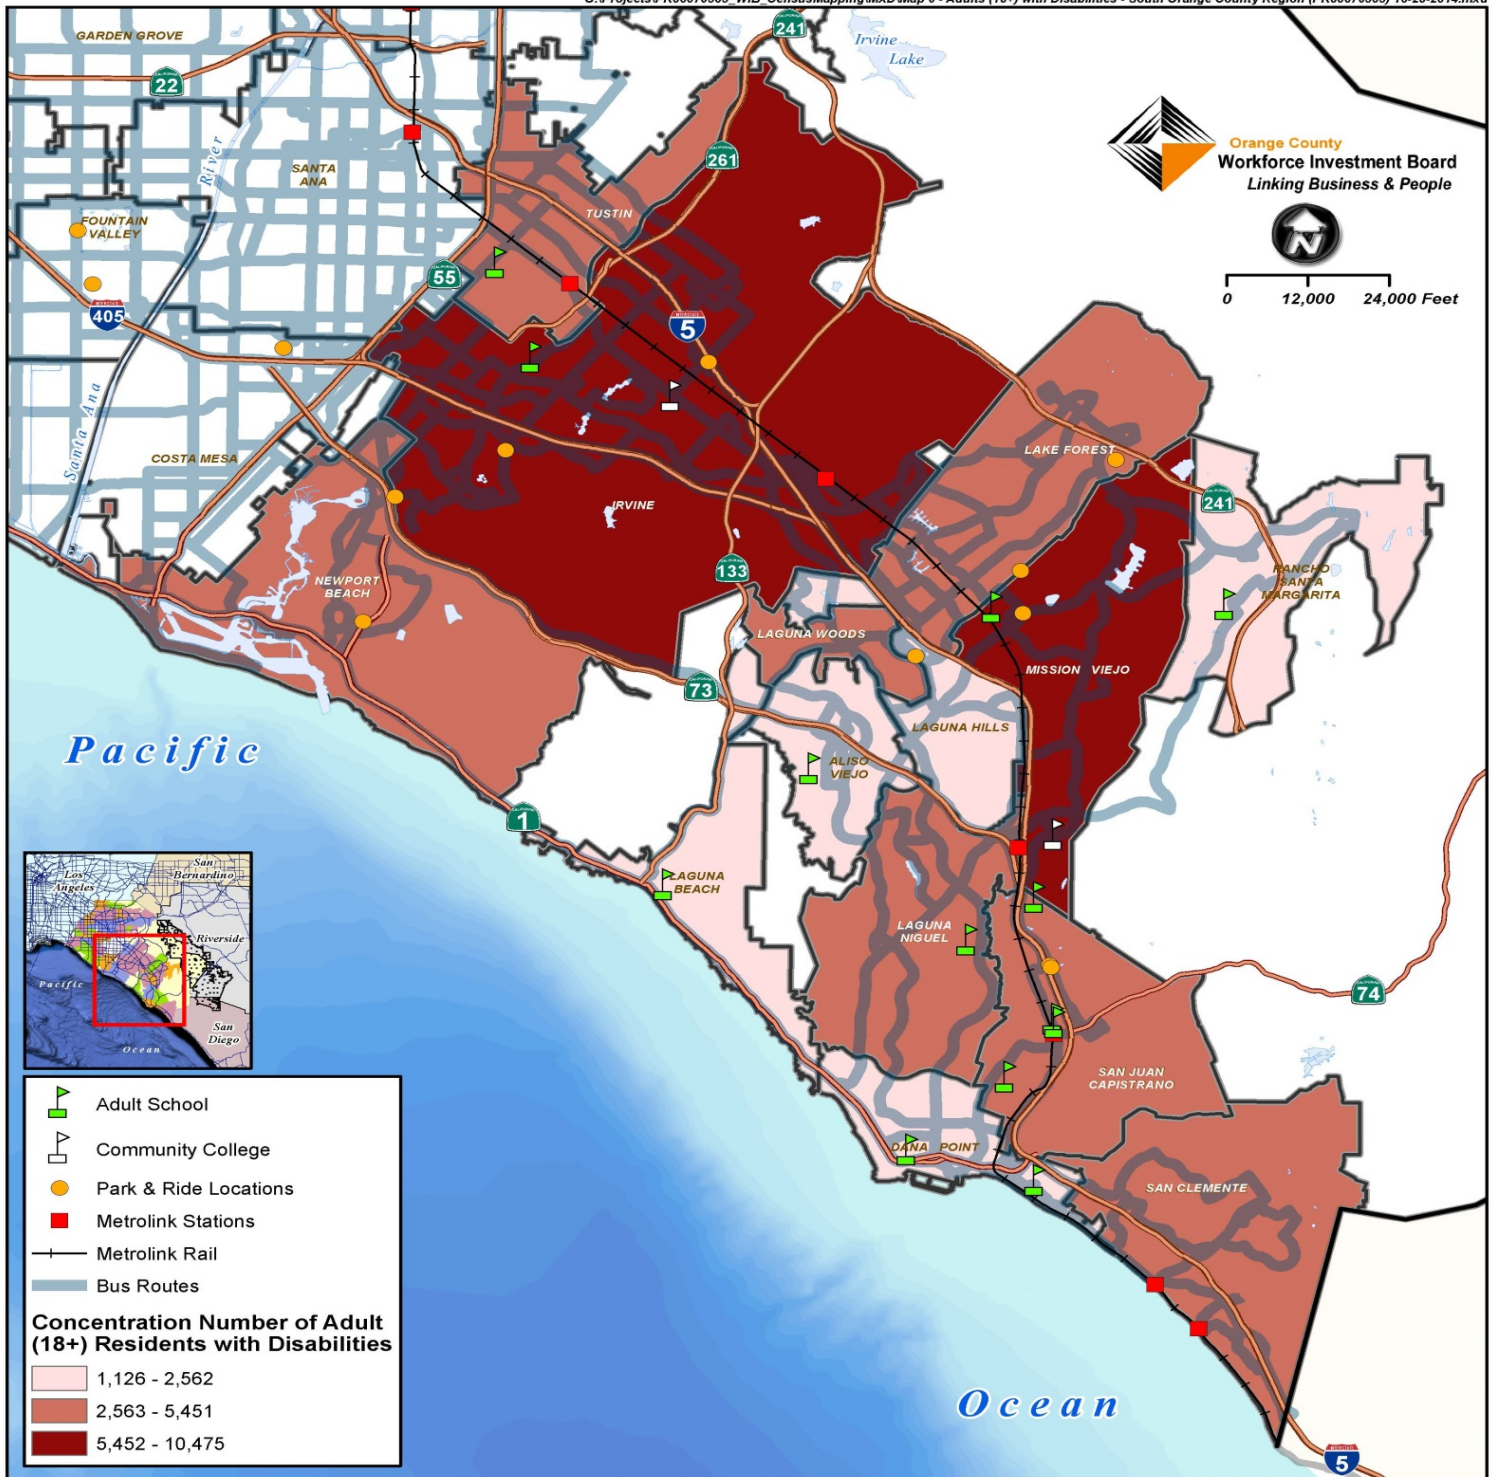 GARDEN GROVE
22
241
Irvine
Lake
261
River
SANTA
ANA
FOUNTAIN
VALLEY
TUSTIN
Orange County
Workforce Investment Board
Linking Business & People
N
0 12,000 24,000 Feet
55
405
5
Santa Ana
COSTA MESA
LAKE FOREST
241
IRVINE
133
NEWPORT
BEACH
RANCHO
SANTA
MARGARITA
LAGUNA WOODS
MISSION VIEJO
73
LAGUNA HILLS
Pacific
ALISO
VIEJO
1
LAGUNA
BEACH
LAGUNA
NIGUEL
74
SAN JUAN
CAPISTRANO
DANA POINT
SAN CLEMENTE
Ocean
5
Los
Angeles
San
Bernardino
Riverside
Pacific
San
Diego
Ocean
Adult School
Community College
Park & Ride Locations
Metrolink Stations
Metrolink Rail
Bus Routes
Concentration Number of Adult
(18+) Residents with Disabilities
1,126 - 2,562
2,563 - 5,451
5,452 - 10,475